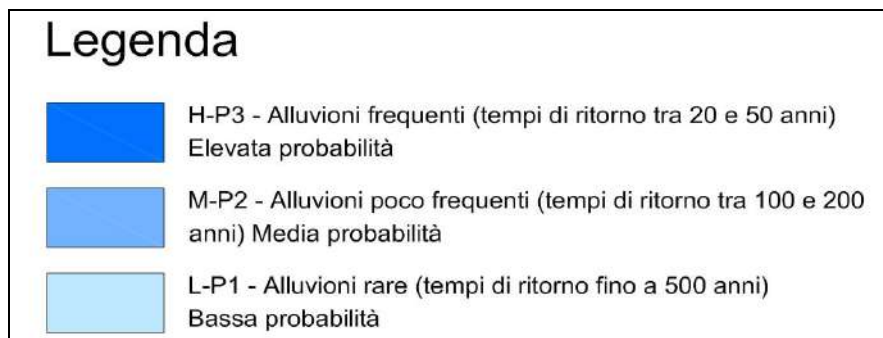 Legenda
H-P3 - Alluvioni frequenti (tempi di ritorno tra 20 e 50 anni)
Elevata probabilità
M-P2 - Alluvioni poco frequenti (tempi di ritorno tra 100 e 200
anni) Media probabilità
L-P1 - Alluvioni rare (tempi di ritorno fino a 500 anni)
Bassa probabilità